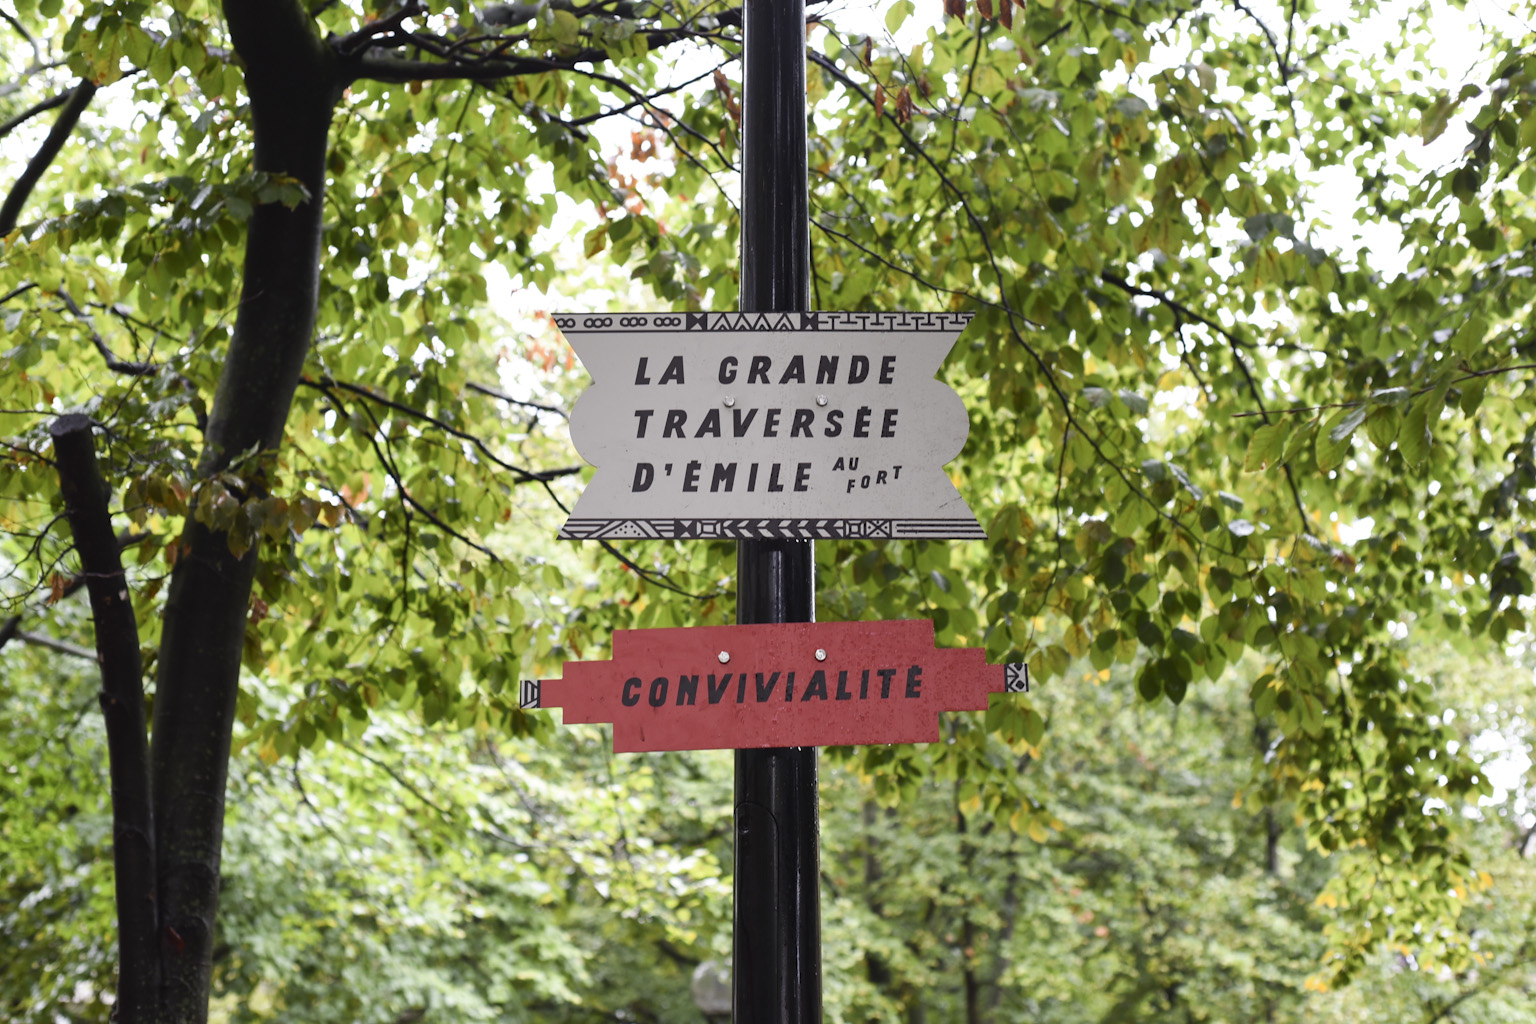 LA GRANDE
TRAVERSÉE
D'ÉMILE AU FORT
CONVIVIALITÉ